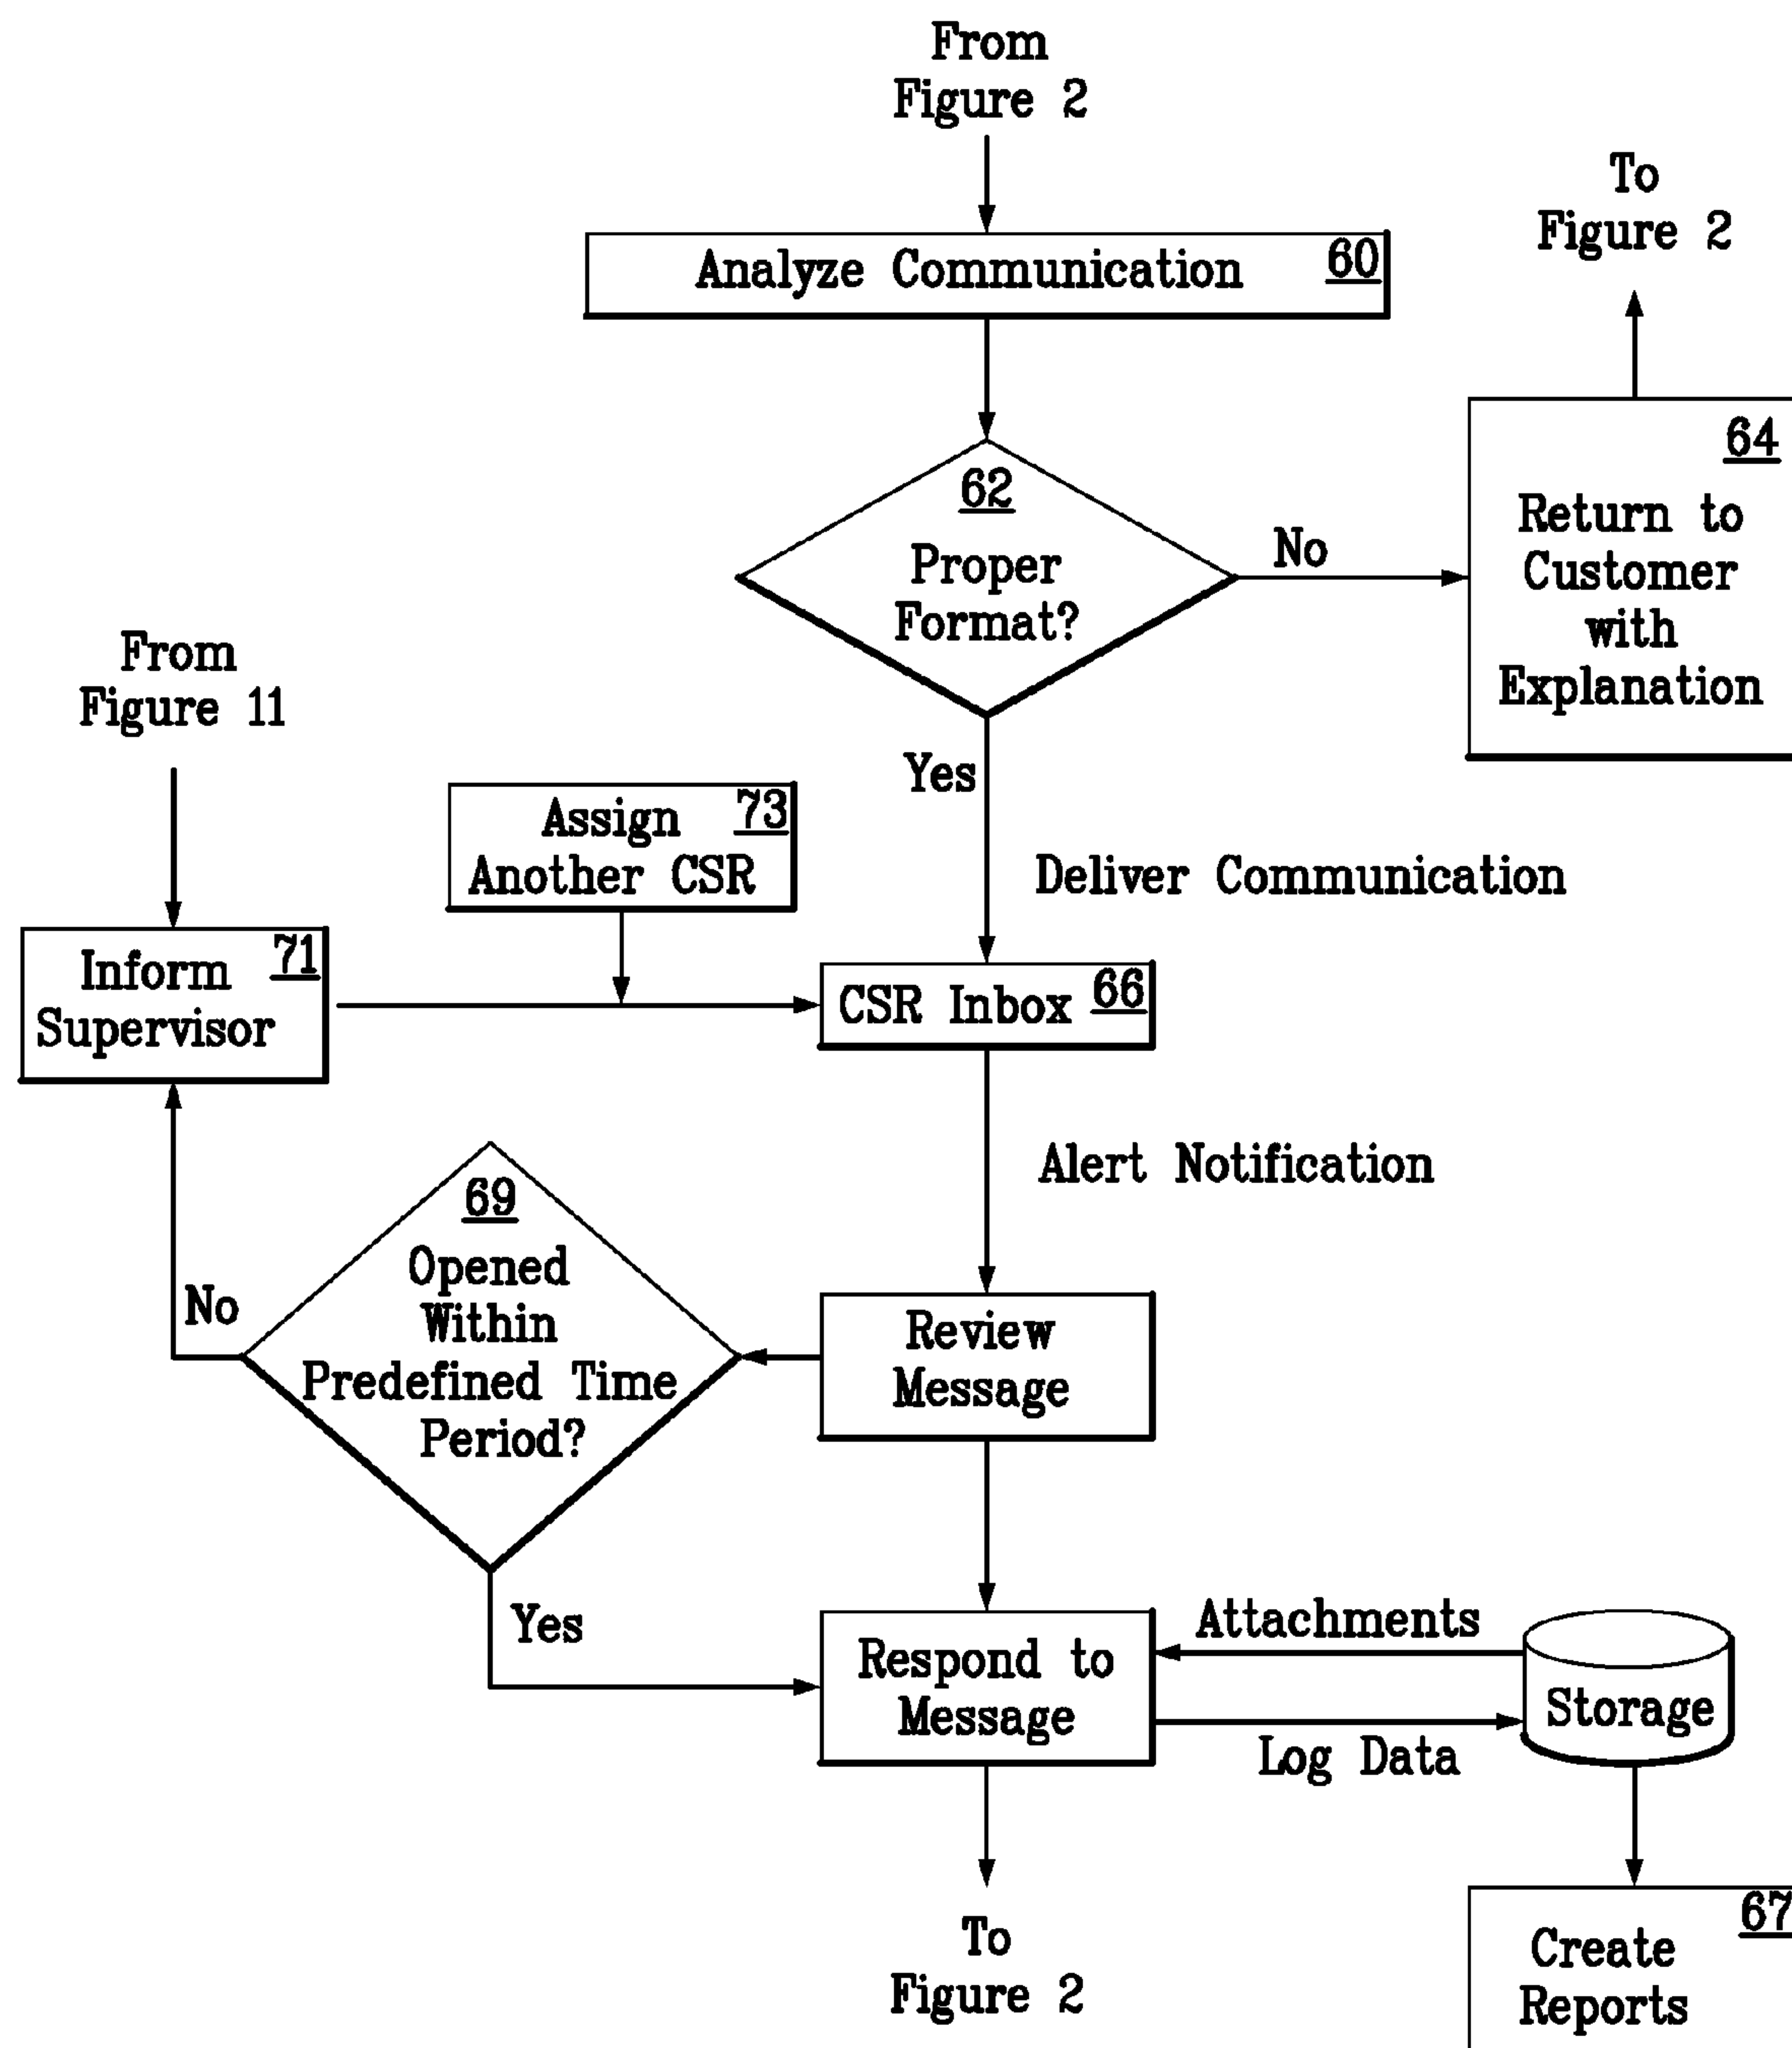 From
Figure 2
To
Figure 2
Analyze Communication 60
62
Proper
Format?
No
64
Return to
Customer
with
Explanation
From
Figure 11
Yes
Assign 73
Another CSR
Deliver Communication
Inform 71
Supervisor
CSR Inbox 66
Alert Notification
69
Opened
Within
Predefined Time
Period?
No
Review
Message
Yes
Respond to
Message
Attachments
Storage
Log Data
To
Figure 2
67
Create
Reports